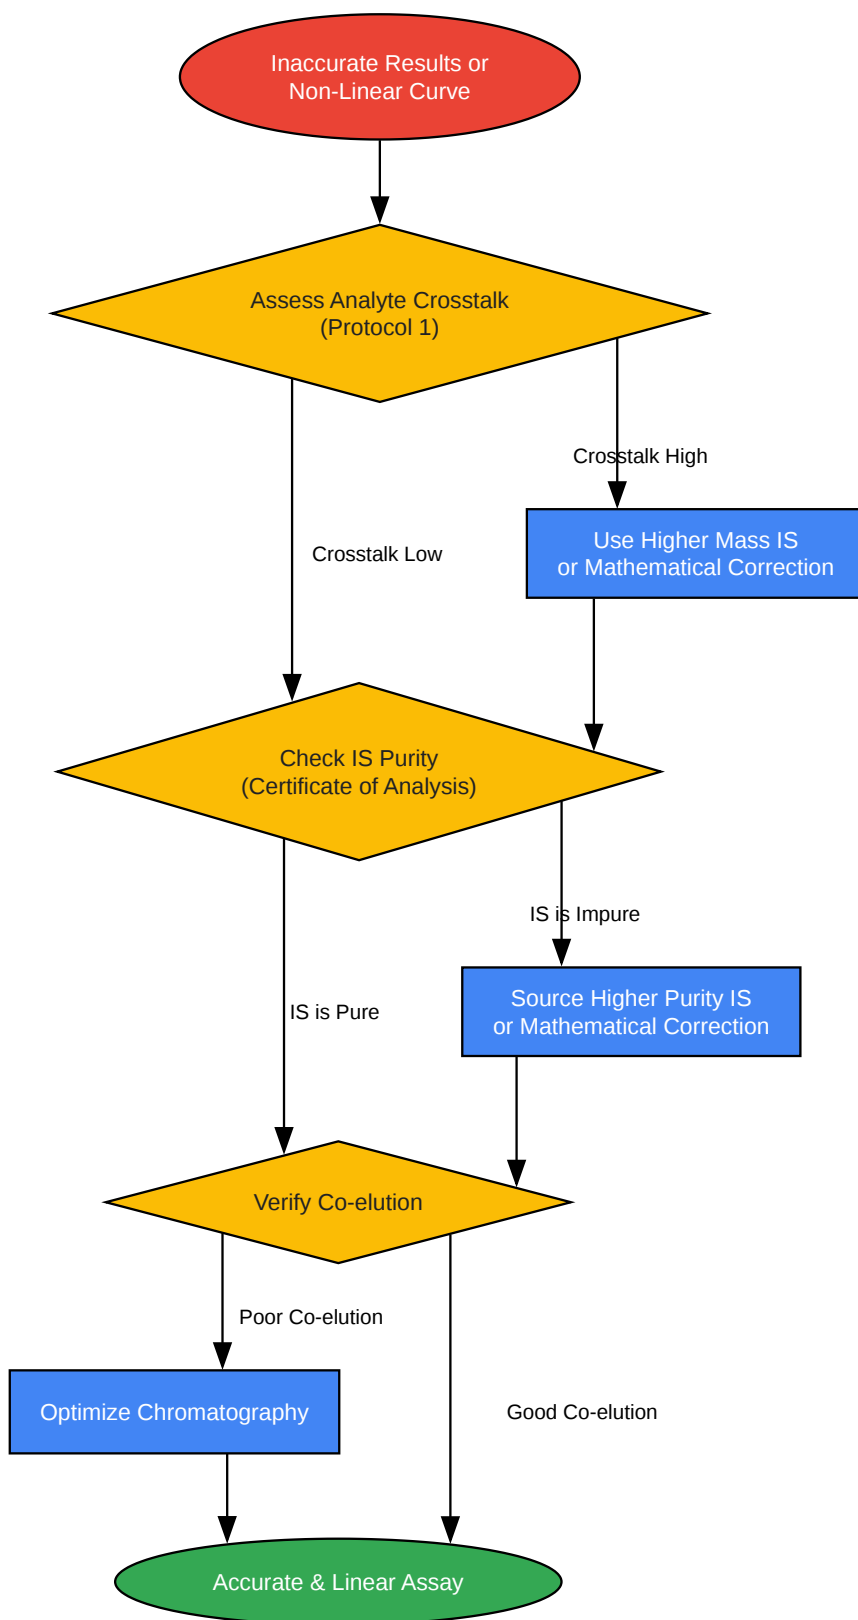 Inaccurate Results or
Non-Linear Curve
Assess Analyte Crosstalk
(Protocol 1)
Crosstalk High
Use Higher Mass IS
or Mathematical Correction
Crosstalk Low
Check IS Purity
(Certificate of Analysis)
IS is Impure
Source Higher Purity IS
or Mathematical Correction
IS is Pure
Verify Co-elution
Poor Co-elution
Optimize Chromatography
Good Co-elution
Accurate & Linear Assay